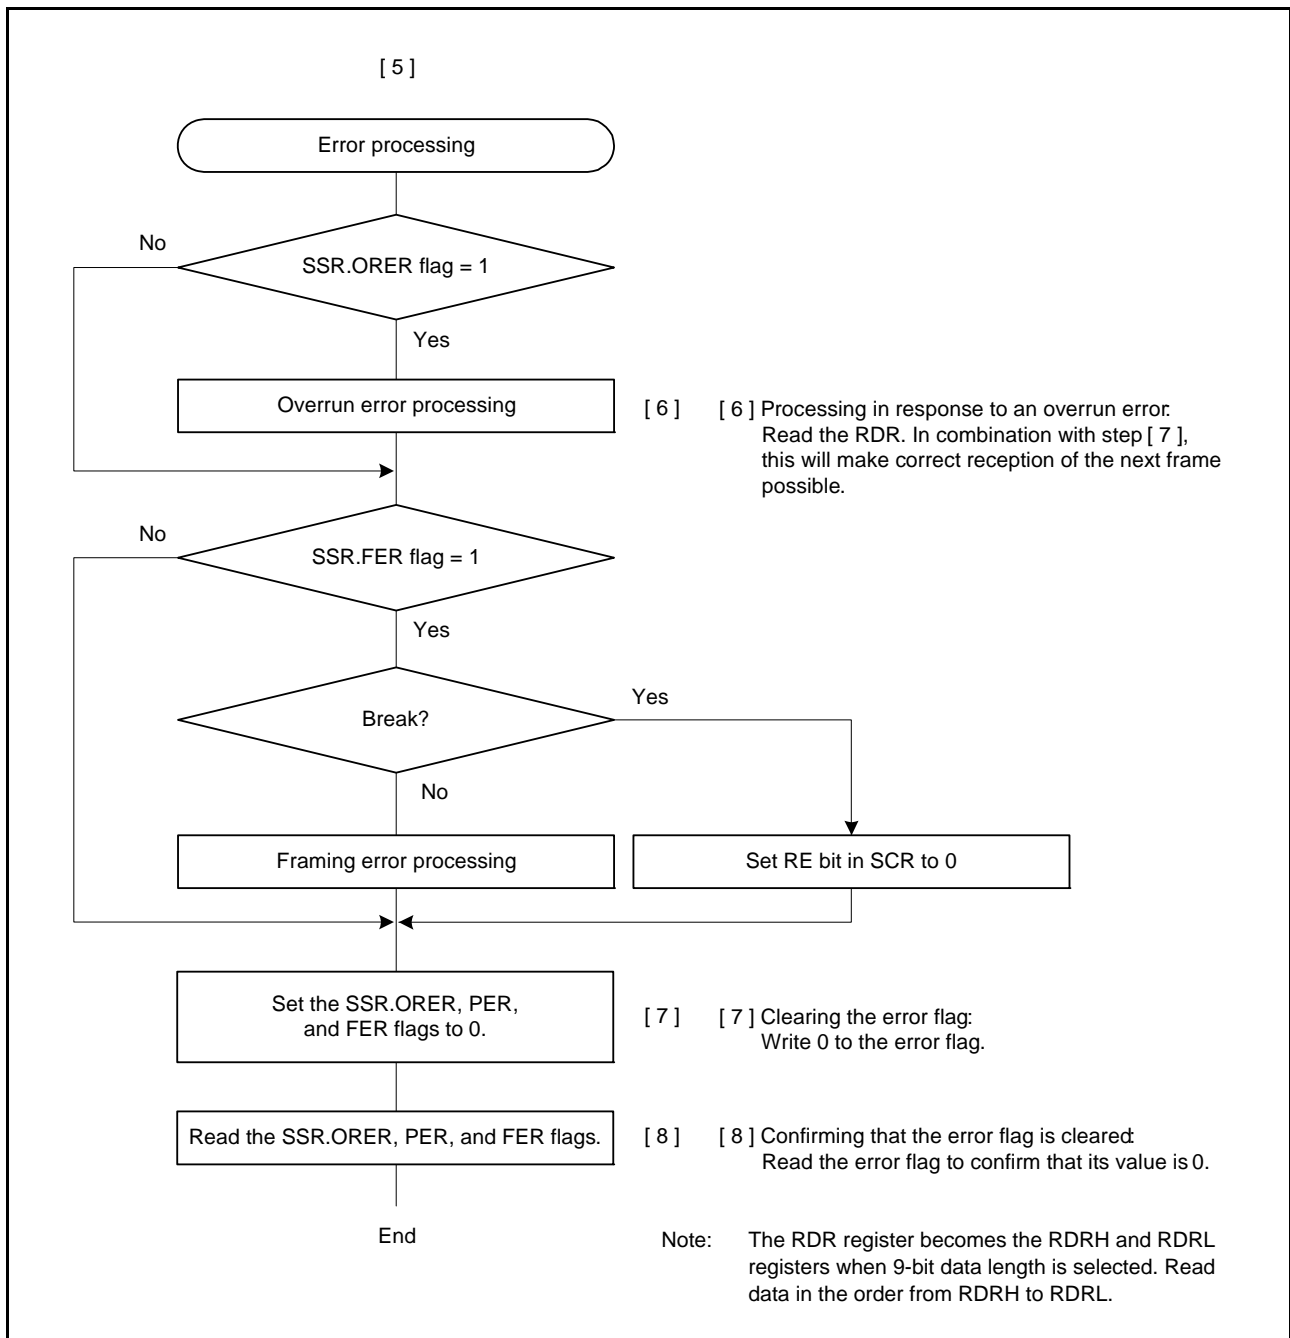 [ 5 ]
Error processing
No
SSR.ORER flag = 1
Yes
Overrun error processing
[ 6 ]
[ 6 ] Processing in response to an overrun error:
Read the RDR. In combination with step [ 7 ],
this will make correct reception of the next frame
possible.
No
SSR.FER flag = 1
Yes
Break?
Yes
No
Framing error processing
Set RE bit in SCR to 0
Set the SSR.ORER, PER,
and FER flags to 0.
[ 7 ]
[ 7 ] Clearing the error flag:
Write 0 to the error flag.
Read the SSR.ORER, PER, and FER flags.
[ 8 ]
[ 8 ] Confirming that the error flag is cleared:
Read the error flag to confirm that its value is 0.
End
Note: The RDR register becomes the RDRH and RDRL
registers when 9-bit data length is selected. Read
data in the order from RDRH to RDRL.